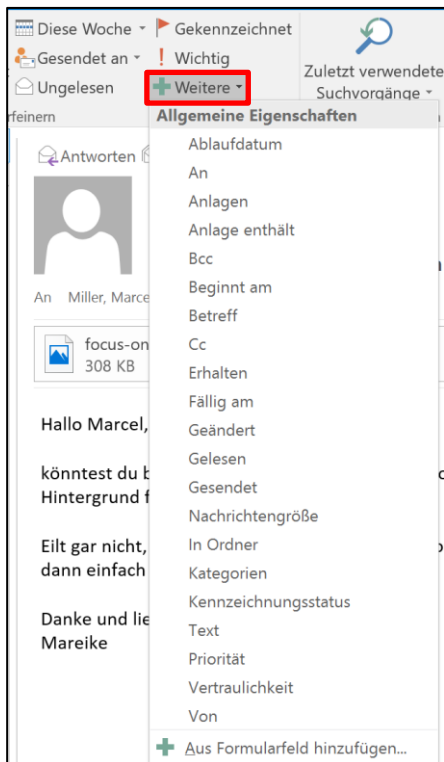 Diese Woche
Gekennzeichnet
Gesendet an
Wichtig
Ungelesen
Weitere
Zuletzt verwendete
Suchvorgänge
rfeinern
Allgemeine Eigenschaften
Ablaufdatum
An
Anlagen
Anlage enthält
Bcc
Beginnt am
Betreff
Cc
Erhalten
Fällig am
Geändert
Gelesen
Gesendet
Nachrichtengröße
In Ordner
Kategorien
Kennzeichnungsstatus
Text
Priorität
Vertraulichkeit
Von
Aus Formularfeld hinzufügen...
Antworten
An Miller, Marce
focus-on
308 KB
Hallo Marcel,
könntest du b
Hintergrund f
Eilt gar nicht,
dann einfach
Danke und lie
Mareike